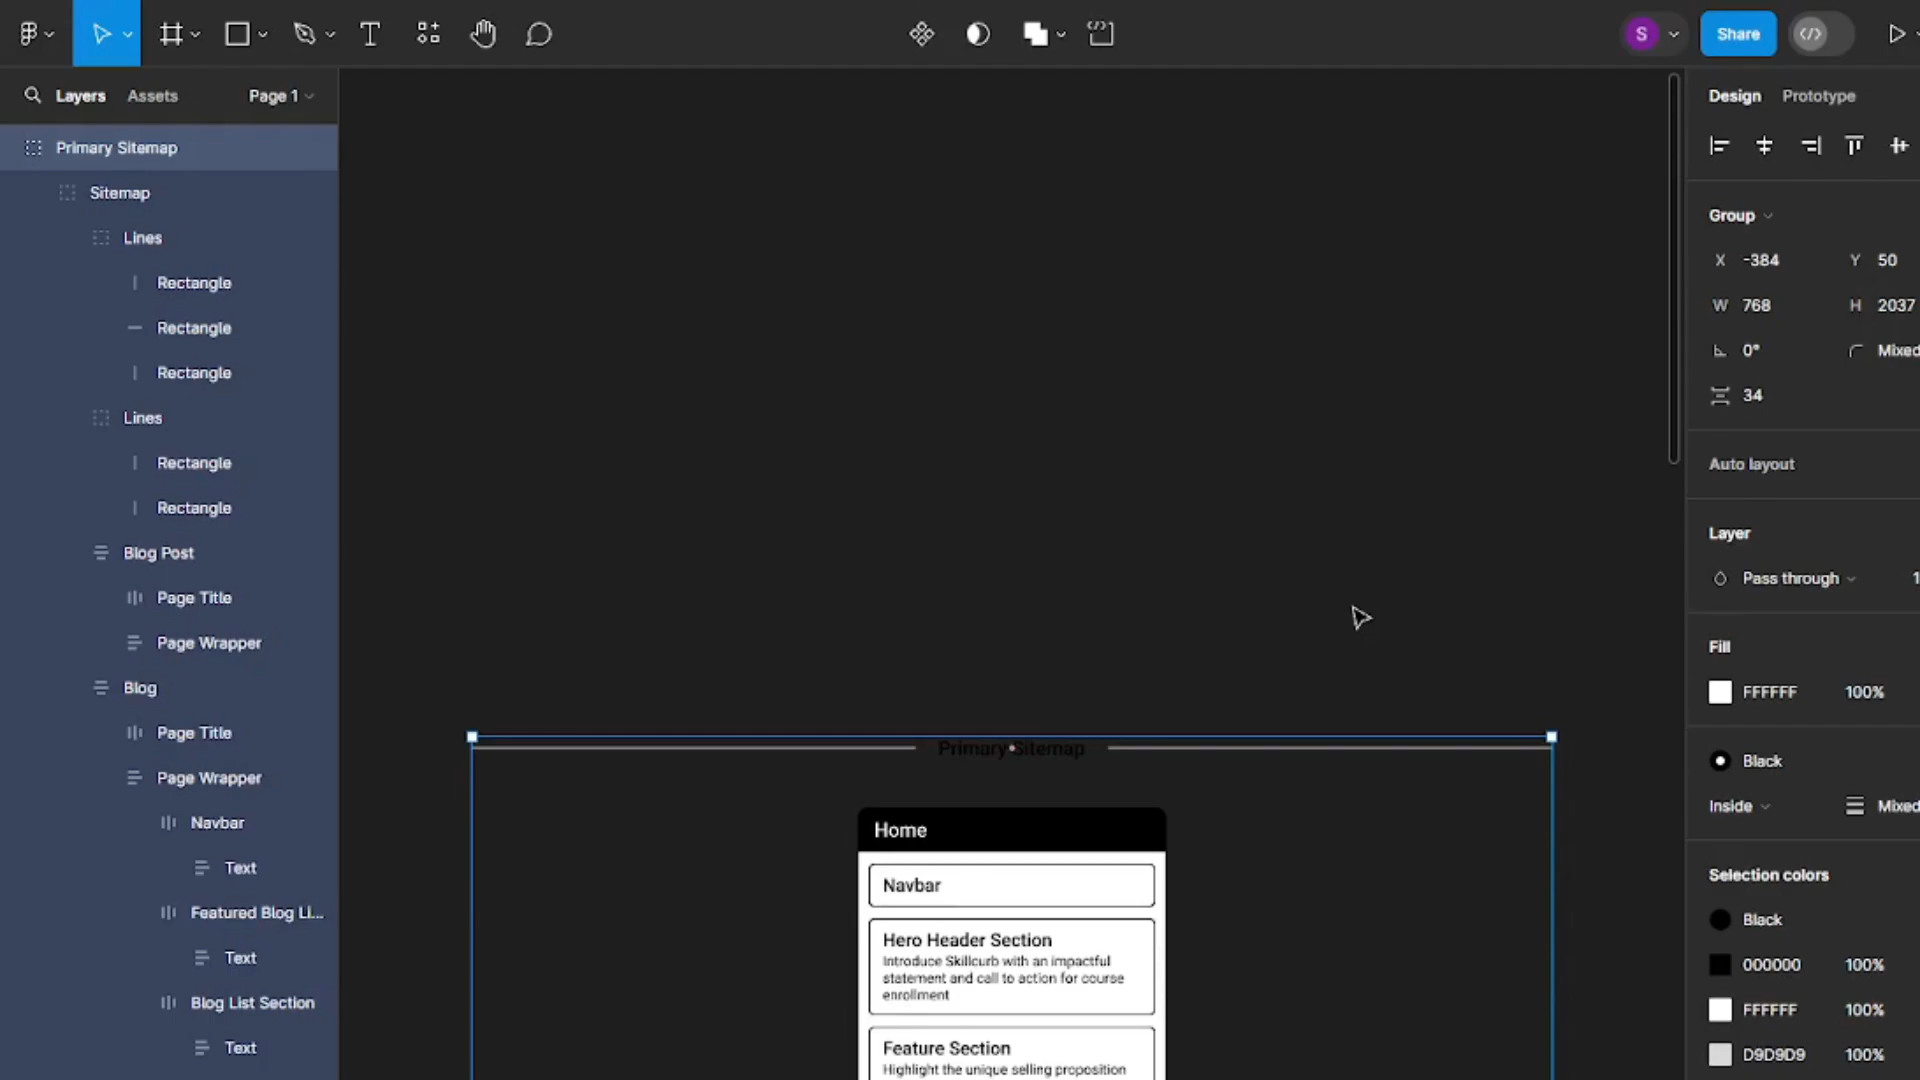 S
Share
Layers
Assets
Page 1
Primary Sitemap
Sitemap
Lines
Rectangle
Rectangle
Rectangle
Lines
Rectangle
Rectangle
Blog Post
Page Title
Page Wrapper
Blog
Page Title
Page Wrapper
Navbar
Text
Featured Blog Li...
Text
Blog List Section
Text
Primary Sitemap
Home
Navbar
Hero Header Section
Introduce Skillcurb with an impactful
statement and call to action for course
enrollment
Feature Section
Highlight the unique selling proposition
Design
Prototype
Group
X -384 Y 50
W 768 H 2037
0° Mixed
34
Auto layout
Layer
Pass through 1
Fill
FFFFFF 100%
Black
Inside Mixed
Selection colors
Black
000000 100%
FFFFFF 100%
D9D9D9 100%